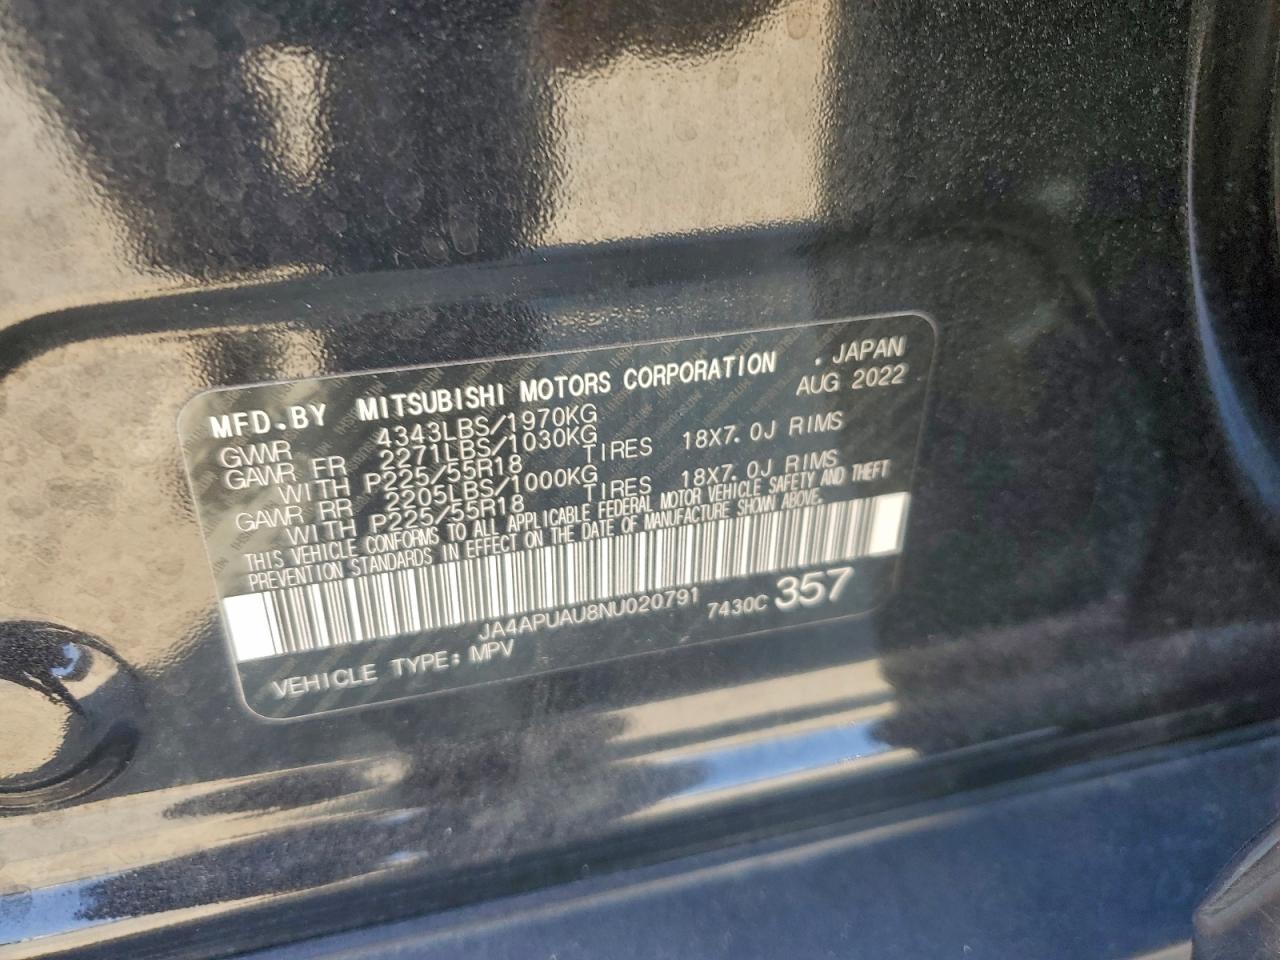 MFD.BY MITSUBISHI MOTORS CORPORATION , JAPAN
AUG 2022
GVWR 4343LBS/1970KG
GAWR FR 2271LBS/1030KG
WITH P225/55R18 TIRES 18X7.0J RIMS
GAWR RR 2205LBS/1000KG
WITH P225/55R18 TIRES 18X7.0J RIMS
THIS VEHICLE CONFORMS TO ALL APPLICABLE FEDERAL MOTOR VEHICLE SAFETY AND THEFT
PREVENTION STANDARDS IN EFFECT ON THE DATE OF MANUFACTURE SHOWN ABOVE.
JA4APUAU8NU020791 7430C 357
VEHICLE TYPE: MPV